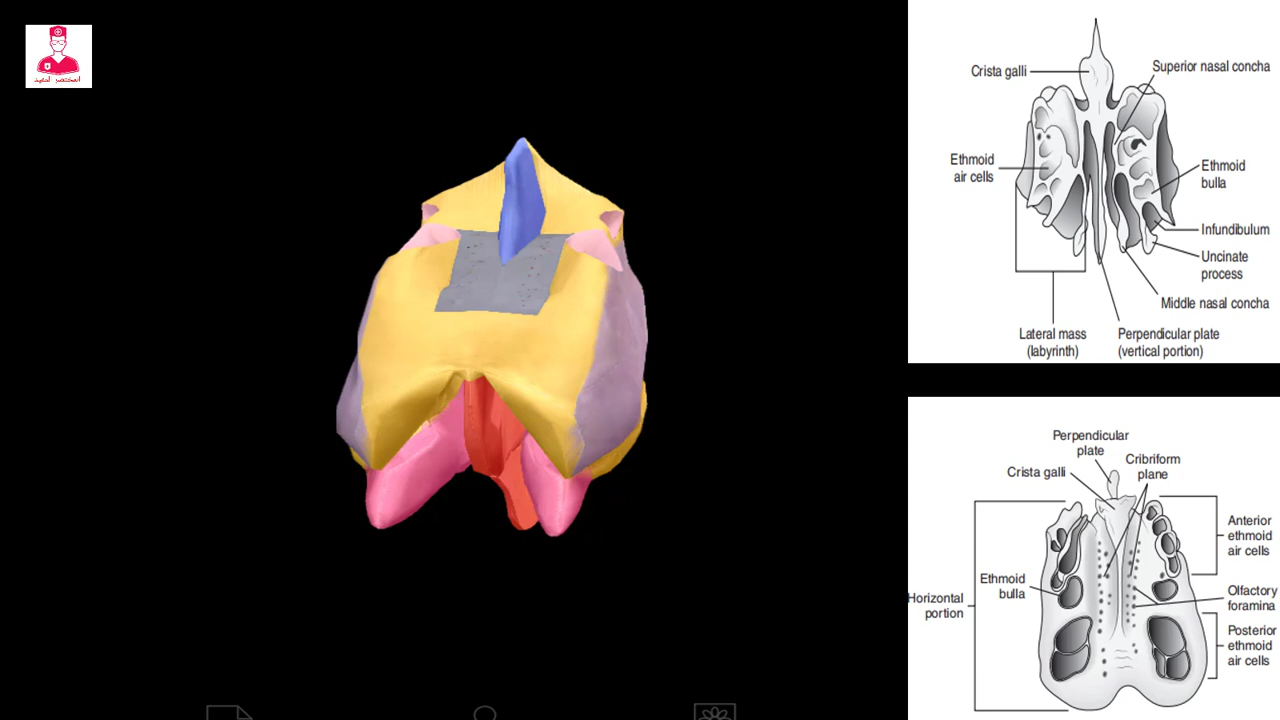 المختصر المفيد
Crista galli
Superior nasal concha
Ethmoid
air cells
Ethmoid
bulla
Infundibulum
Uncinate
process
Middle nasal concha
Lateral mass
(labyrinth)
Perpendicular plate
(vertical portion)
Perpendicular
plate
Cribriform
plane
Crista galli
Anterior
ethmoid
air cells
Ethmoid
bulla
Horizontal
portion
Olfactory
foramina
Posterior
ethmoid
air cells